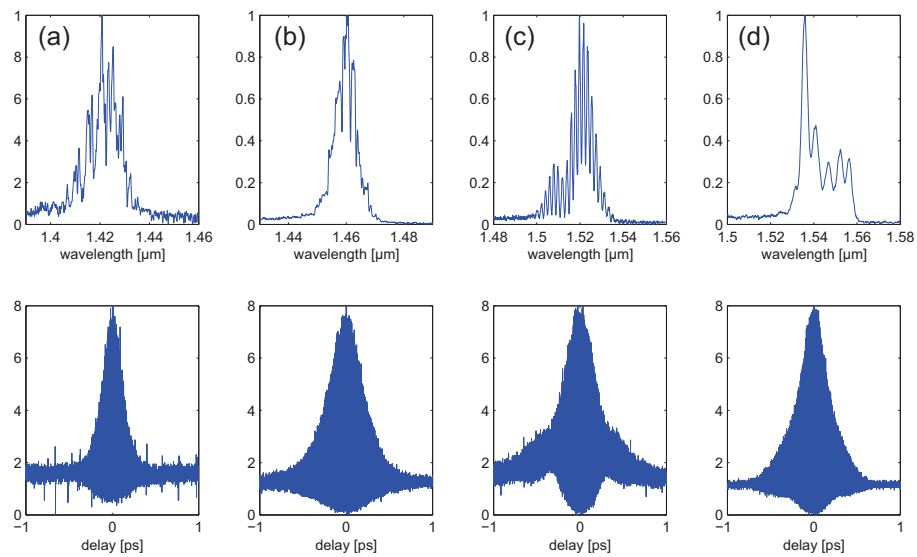 (a)
1
8
6
4
2
0
1.4 1.42 1.44 1.46
wavelength [µm]
(b)
1
0.8
0.6
0.4
0.2
0
1.44 1.46 1.48
wavelength [µm]
(c)
1
0.8
0.6
0.4
0.2
0
1.48 1.5 1.52 1.54 1.56
wavelength [µm]
(d)
1
0.8
0.6
0.4
0.2
0
1.5 1.52 1.54 1.56 1.58
wavelength [µm]
8
6
4
2
0
−1 0 1
delay [ps]
8
6
4
2
0
−1 0 1
delay [ps]
8
6
4
2
0
−1 0 1
delay [ps]
8
6
4
2
0
−1 0 1
delay [ps]